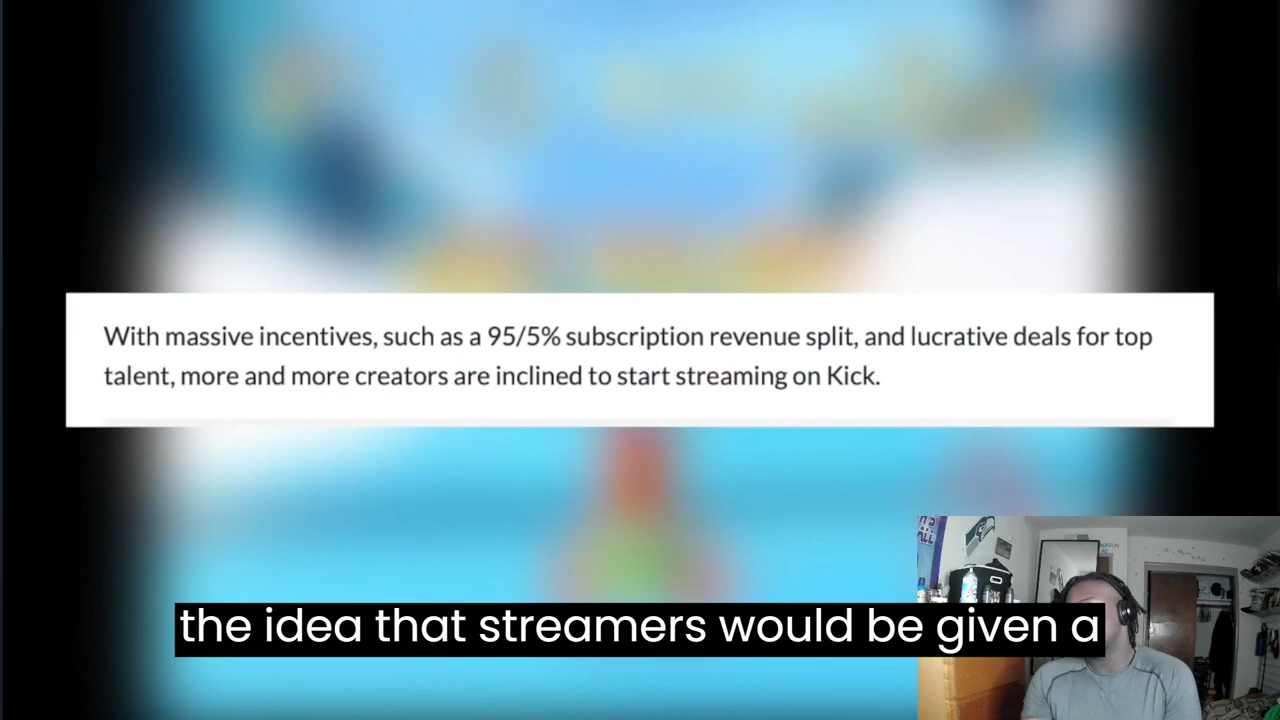 With massive incentives, such as a 95/5% subscription revenue split, and lucrative deals for top
talent, more and more creators are inclined to start streaming on Kick.
the idea that streamers would be given a